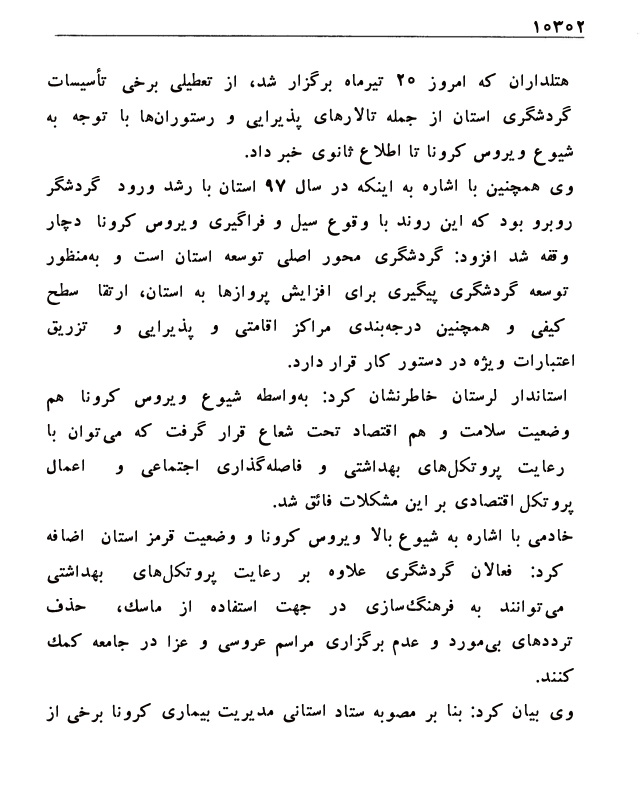 ۱۰۳۰۲
هتلداران که امروز ۲۰ تیرماه برگزار شد، از تعطیلی برخی تأسیسات
گردشگری استان از جمله تالارهای پذیرایی و رستوران‌ها با توجه به
شیوع ویروس کرونا تا اطلاع ثانوی خبر داد.
وی همچنین با اشاره به اینکه در سال ۹۷ استان با رشد ورود گردشگر
روبرو بود که این روند با وقوع سیل و فراگیری ویروس کرونا دچار
وقفه شد افزود: گردشگری محور اصلی توسعه استان است و به‌منظور
توسعه گردشگری پیگیری برای افزایش پروازها به استان، ارتقا سطح
کیفی و همچنین درجه‌بندی مراکز اقامتی و پذیرایی و تزریق
اعتبارات ویژه در دستور کار قرار دارد.
استاندار لرستان خاطرنشان کرد: به‌واسطه شیوع ویروس کرونا هم
وضعیت سلامت و هم اقتصاد تحت شعاع قرار گرفت که می‌توان با
رعایت پروتکل‌های بهداشتی و فاصله‌گذاری اجتماعی و اعمال
پروتکل اقتصادی بر این مشکلات فائق شد.
خادمی با اشاره به شیوع بالا ویروس کرونا و وضعیت قرمز استان اضافه
کرد: فعالان گردشگری علاوه بر رعایت پروتکل‌های بهداشتی
می‌توانند به فرهنگ‌سازی در جهت استفاده از ماسك، حذف
ترددهای بی‌مورد و عدم برگزاری مراسم عروسی و عزا در جامعه کمك
کنند.
وی بیان کرد: بنا بر مصوبه ستاد استانی مدیریت بیماری کرونا برخی از